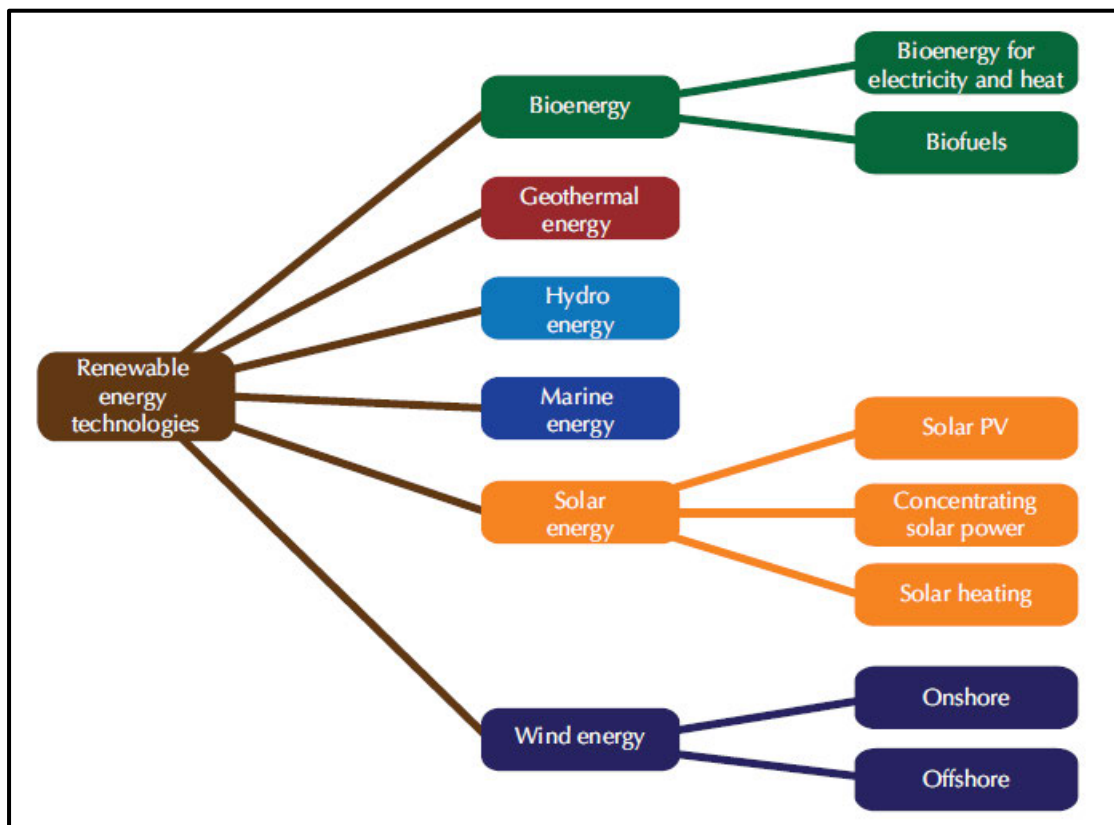 Renewable
energy
technologies
Bioenergy
Bioenergy for
electricity and heat
Biofuels
Geothermal
energy
Hydro
energy
Marine
energy
Solar
energy
Solar PV
Concentrating
solar power
Solar heating
Wind energy
Onshore
Offshore